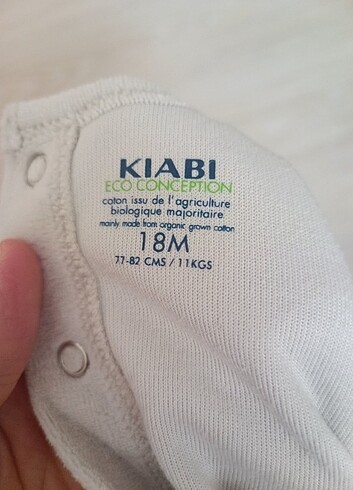 KIABI
ECO CONCEPTION
coton issu de l'agriculture
biologique majoritaire
mainly made from organic grown cotton
18M
77-82 CMS / 11KGS